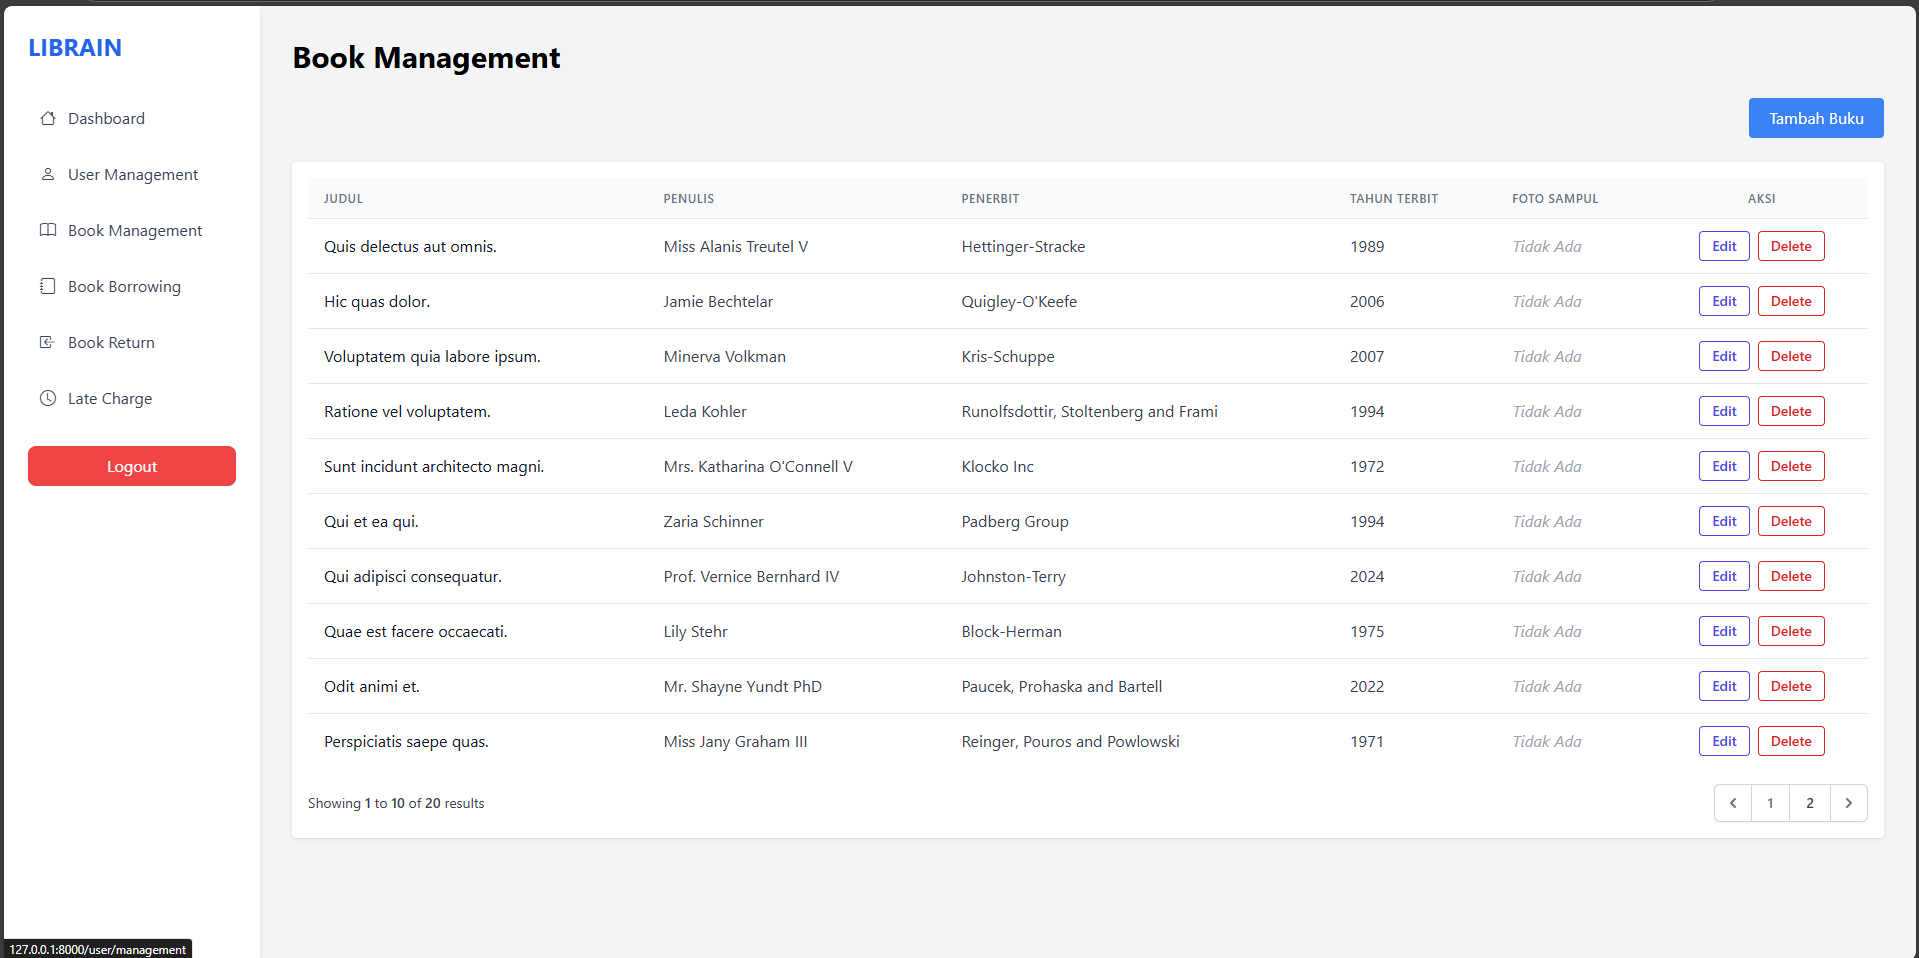 LIBRAIN
Dashboard
User Management
Book Management
Book Borrowing
Book Return
Late Charge
Logout
Book Management
Tambah Buku
JUDUL PENULIS PENERBIT TAHUN TERBIT FOTO SAMPUL AKSI
Quis delectus aut omnis. Miss Alanis Treutel V Hettinger-Stracke 1989 Tidak Ada Edit Delete
Hic quas dolor. Jamie Bechtelar Quigley-O'Keefe 2006 Tidak Ada Edit Delete
Voluptatem quia labore ipsum. Minerva Volkman Kris-Schuppe 2007 Tidak Ada Edit Delete
Ratione vel voluptatem. Leda Kohler Runolfsdottir, Stoltenberg and Frami 1994 Tidak Ada Edit Delete
Sunt incidunt architecto magni. Mrs. Katharina O'Connell V Klocko Inc 1972 Tidak Ada Edit Delete
Qui et ea qui. Zaria Schinner Padberg Group 1994 Tidak Ada Edit Delete
Qui adipisci consequatur. Prof. Vernice Bernhard IV Johnston-Terry 2024 Tidak Ada Edit Delete
Quae est facere occaecati. Lily Stehr Block-Herman 1975 Tidak Ada Edit Delete
Odit animi et. Mr. Shayne Yundt PhD Paucek, Prohaska and Bartell 2022 Tidak Ada Edit Delete
Perspiciatis saepe quas. Miss Jany Graham III Reinger, Pouros and Powlowski 1971 Tidak Ada Edit Delete
Showing 1 to 10 of 20 results 1 2
127.0.0.1:8000/user/management